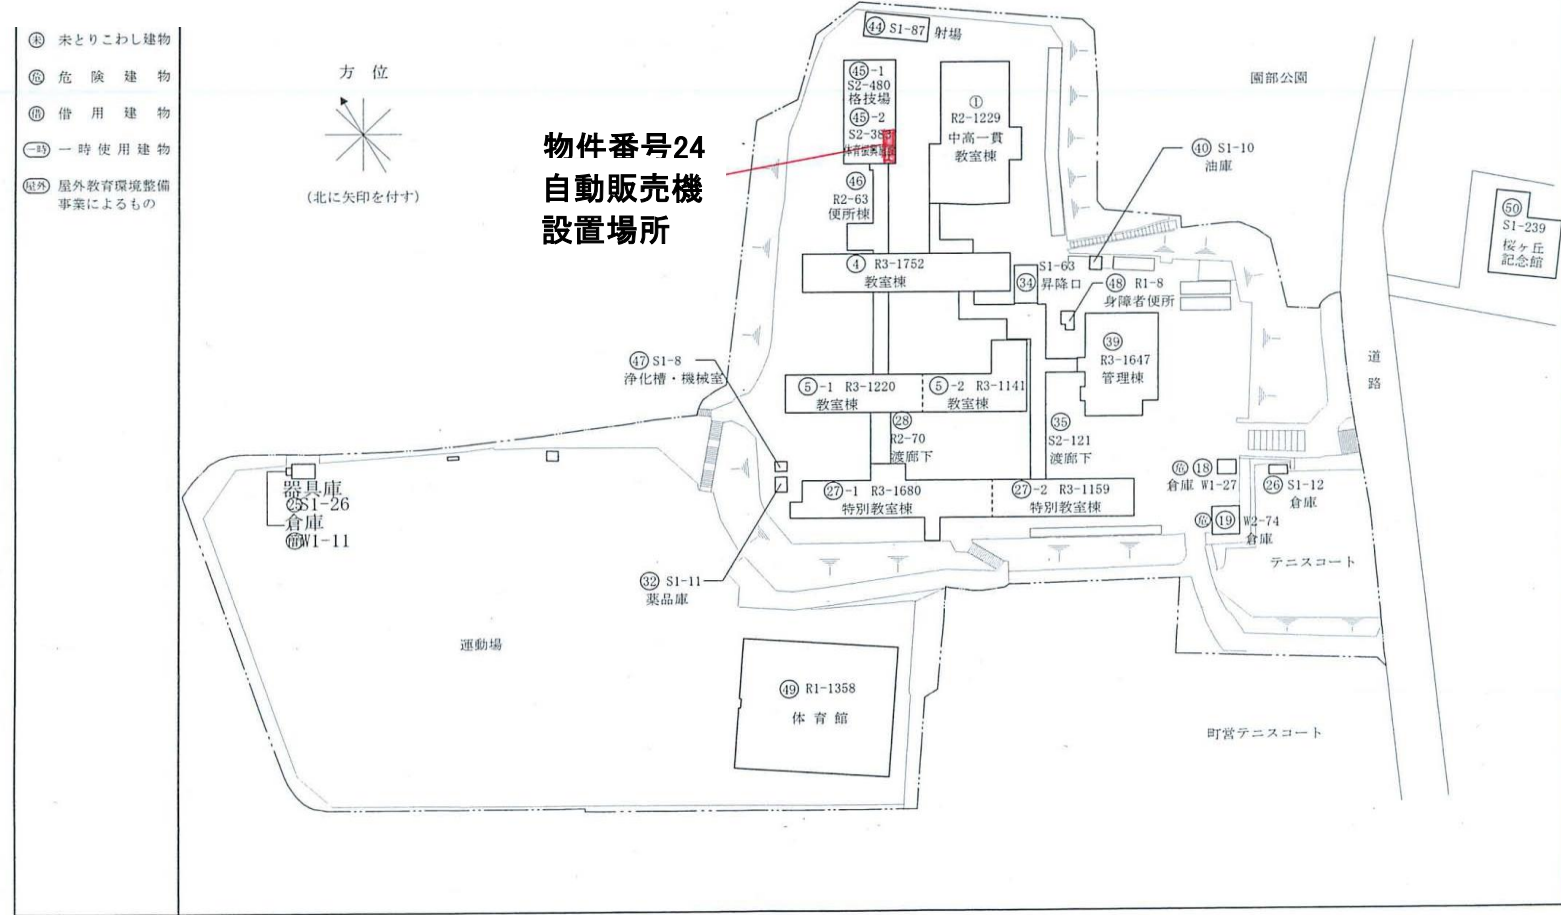 未 未とりこわし建物
危 危険建物
借 借用建物
一時 一時使用建物
屋外 屋外教育環境整備
事業によるもの
方位
(北に矢印を付す)
物件番号24
自動販売機
設置場所
㊹ S1-87 射場
㊺-1
S2-480
格技場
㊺-2
S2-383
①
R2-1229
中高一貫
教室棟
園部公園
㊵ S1-10
油庫
㊻
R2-63
便所棟
㊿
S1-239
桜ヶ丘
記念館
④ R3-1752
教室棟
S1-63
㉞ 昇降口
㊽ R1-8
身障者便所
㊴
R3-1647
管理棟
道路
㊼ S1-8
浄化槽・機械室
⑤-1 R3-1220
教室棟
⑤-2 R3-1141
教室棟
㉘
R2-70
渡廊下
㉟
S2-121
渡廊下
器具庫
㉕S1-26
倉庫
W1-11
㉗-1 R3-1680
特別教室棟
㉗-2 R3-1159
特別教室棟
危 ⑱
倉庫 W1-27
㉖ S1-12
倉庫
危 ⑲ W2-74
倉庫
テニスコート
㉜ S1-11
薬品庫
運動場
㊾ R1-1358
体育館
町営テニスコート